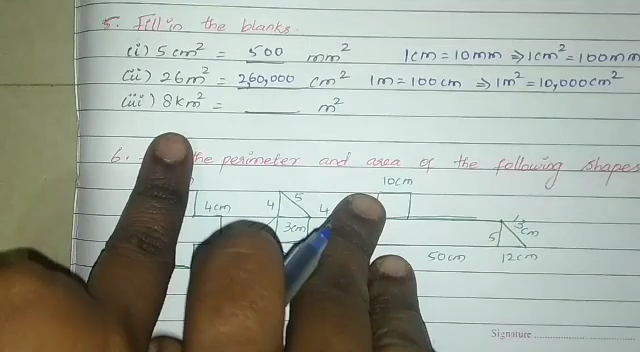 5. Fill in the blanks.
(i) 5cm² = 500 mm² 1cm = 10mm ⇒ 1cm² = 100mm
(ii) 26m² = 260,000 cm² 1m = 100cm ⇒ 1m² = 10,000cm²
(iii) 8km² = ______ m²
6. the perimeter and area of the following shapes
10cm
4cm 4 5 4 13cm
3cm 5
50cm 12cm
Signature